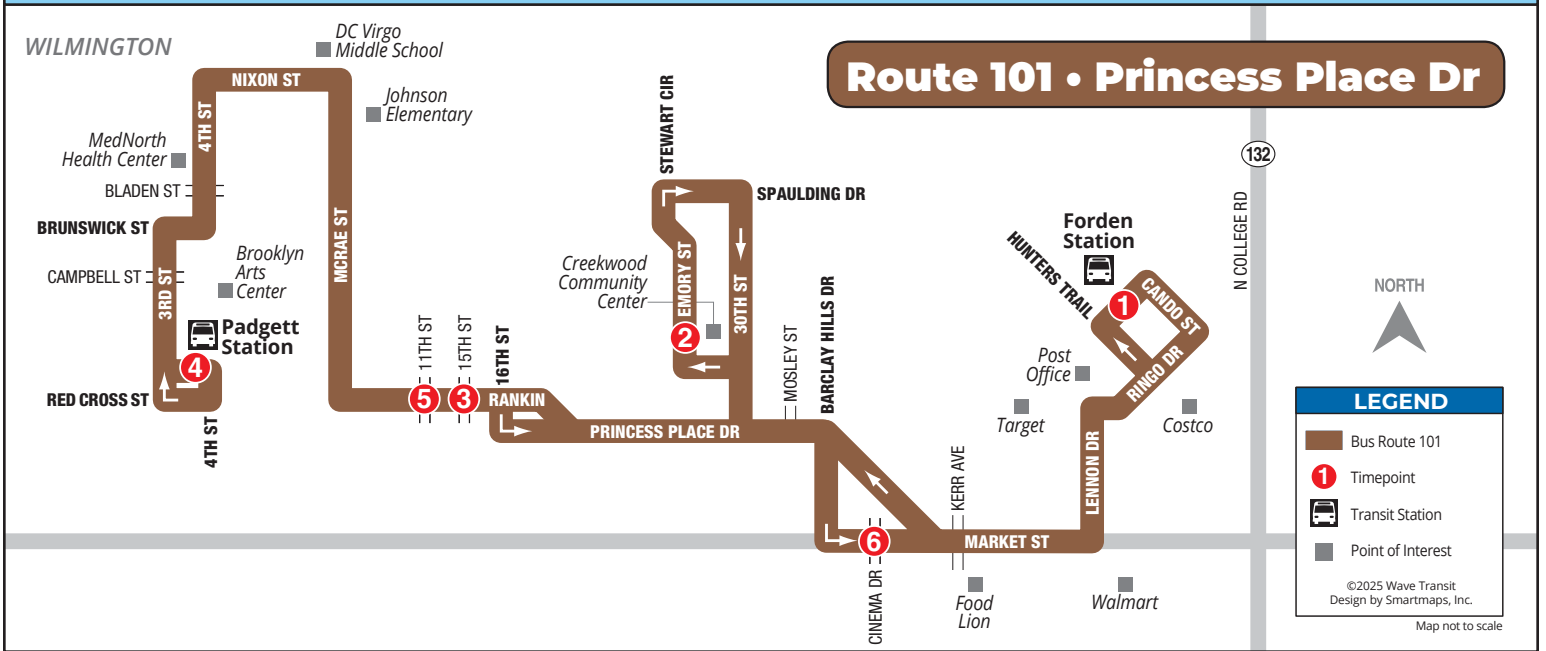 WILMINGTON
Route 101 • Princess Place Dr
DC Virgo
Middle School
NIXON ST
Johnson
Elementary
4TH ST
MedNorth
Health Center
BLADEN ST
BRUNSWICK ST
CAMPBELL ST
3RD ST
Brooklyn
Arts
Center
Padgett
Station
4
RED CROSS ST
4TH ST
MCRAE ST
5
11TH ST
3
15TH ST
16TH ST
RANKIN
PRINCESS PLACE DR
STEWART CIR
SPAULDING DR
EMORY ST
2
Creekwood
Community
Center
30TH ST
MOSLEY ST
BARCLAY HILLS DR
6
CINEMA DR
KERR AVE
MARKET ST
Food
Lion
Walmart
LENNON DR
Target
Post
Office
Costco
RINGO DR
CANDO ST
HUNTERS TRAIL
1
Forden
Station
132
N COLLEGE RD
NORTH
LEGEND
Bus Route 101
1 Timepoint
Transit Station
Point of Interest
©2025 Wave Transit
Design by Smartmaps, Inc.
Map not to scale